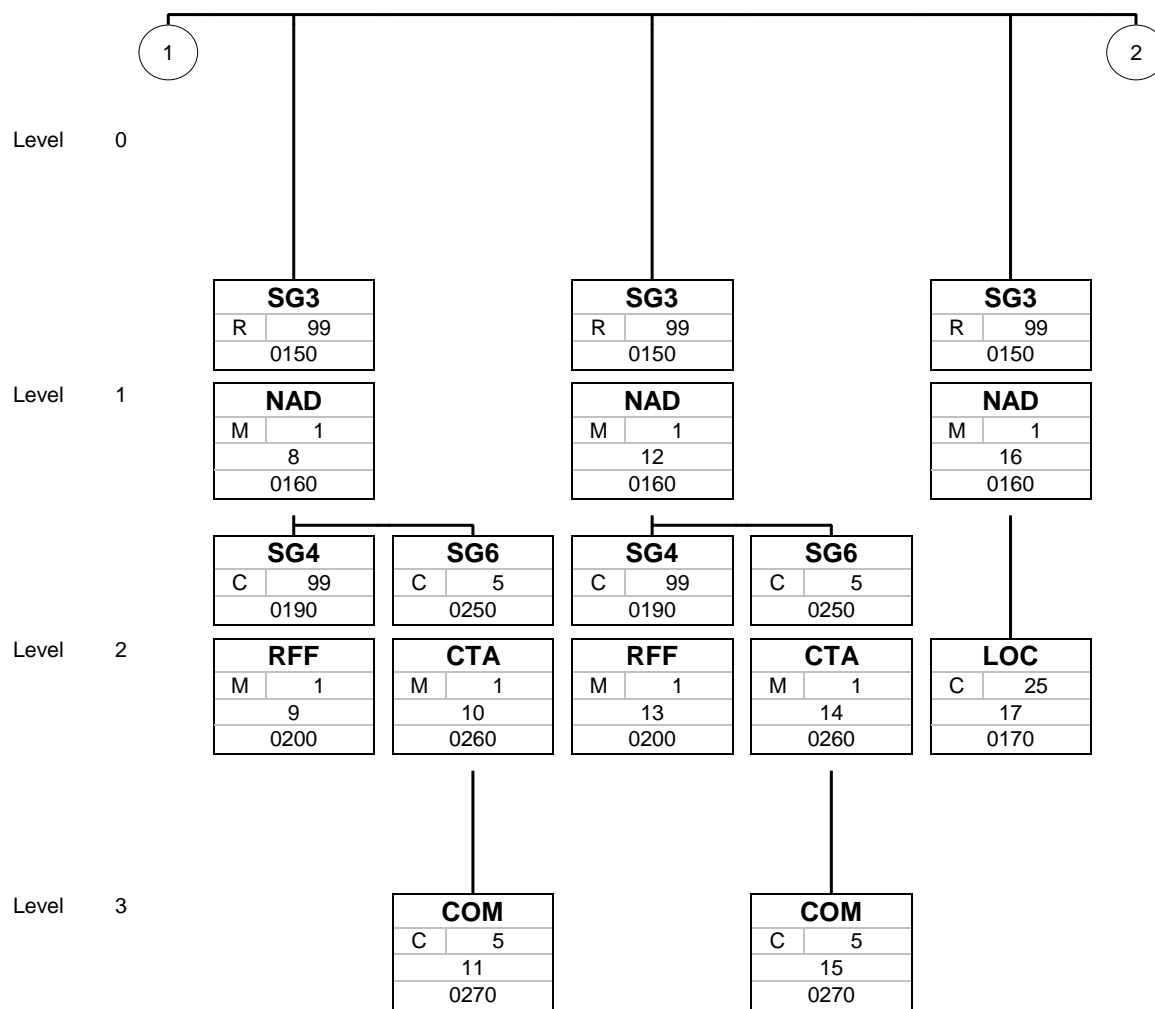 1
2
Level 0
SG3 SG3 SG3
R 99 R 99 R 99
0150 0150 0150
Level 1
NAD NAD NAD
M 1 M 1 M 1
8 12 16
0160 0160 0160
SG4 SG6 SG4 SG6
C 99 C 5 C 99 C 5
0190 0250 0190 0250
Level 2
RFF CTA RFF CTA LOC
M 1 M 1 M 1 M 1 C 25
9 10 13 14 17
0200 0260 0200 0260 0170
Level 3
COM COM
C 5 C 5
11 15
0270 0270